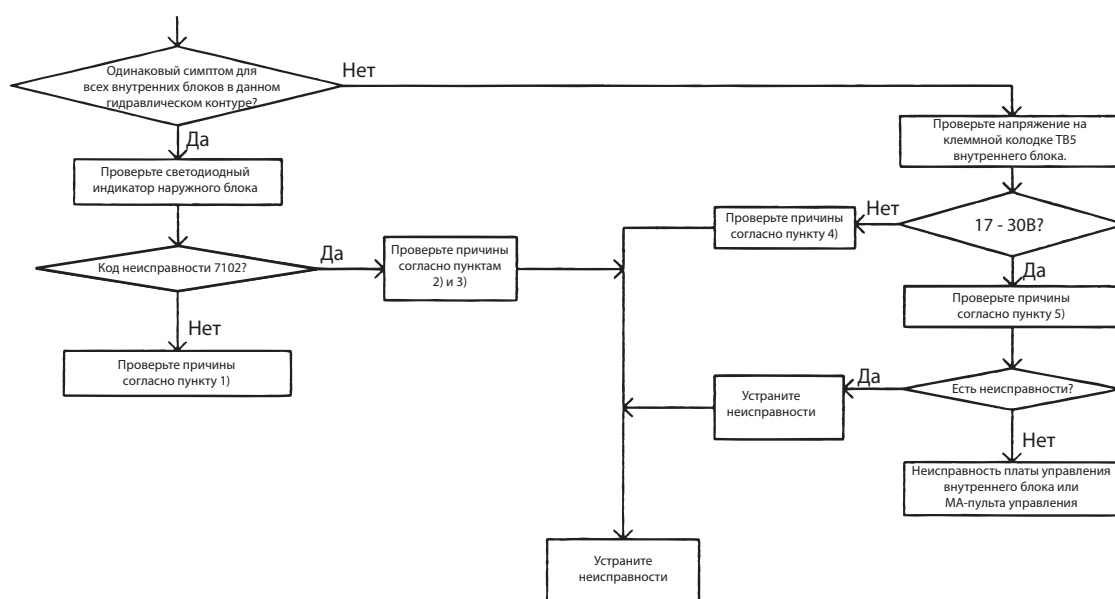 Одинаковый симптом для
всех внутренних блоков в данном
гидравлическом контуре?
Нет
Да
Проверьте светодиодный
индикатор наружного блока
Код неисправности 7102?
Да
Нет
Проверьте причины
согласно пункту 1)
Проверьте причины
согласно пунктам
2) и 3)
Проверьте напряжение на
клеммной колодке ТВ5
внутреннего блока.
17 - 30В?
Нет
Проверьте причины
согласно пункту 4)
Да
Проверьте причины
согласно пункту 5)
Есть неисправности?
Да
Устраните
неисправности
Нет
Неисправность платы управления
внутреннего блока или
МА-пульта управления
Устраните
неисправности